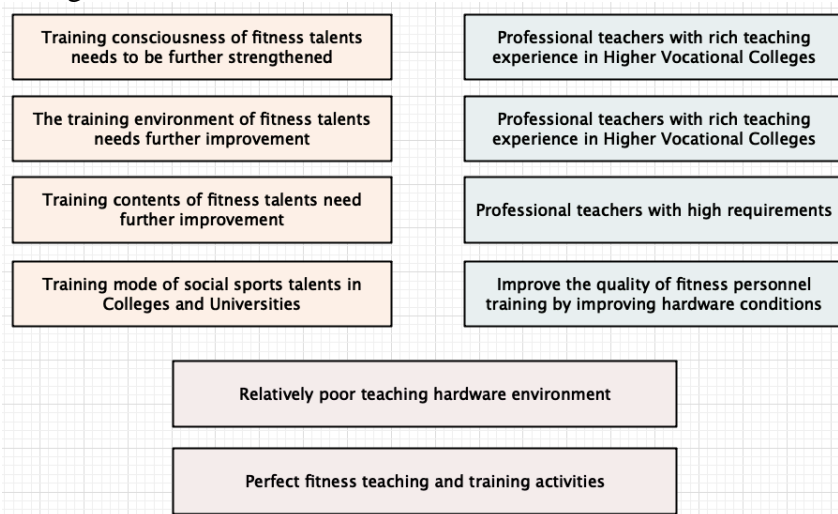 Training consciousness of fitness talents
needs to be further strengthened
Professional teachers with rich teaching
experience in Higher Vocational Colleges
The training environment of fitness talents
needs further improvement
Professional teachers with rich teaching
experience in Higher Vocational Colleges
Training contents of fitness talents need
further improvement
Professional teachers with high requirements
Training mode of social sports talents in
Colleges and Universities
Improve the quality of fitness personnel
training by improving hardware conditions
Relatively poor teaching hardware environment
Perfect fitness teaching and training activities